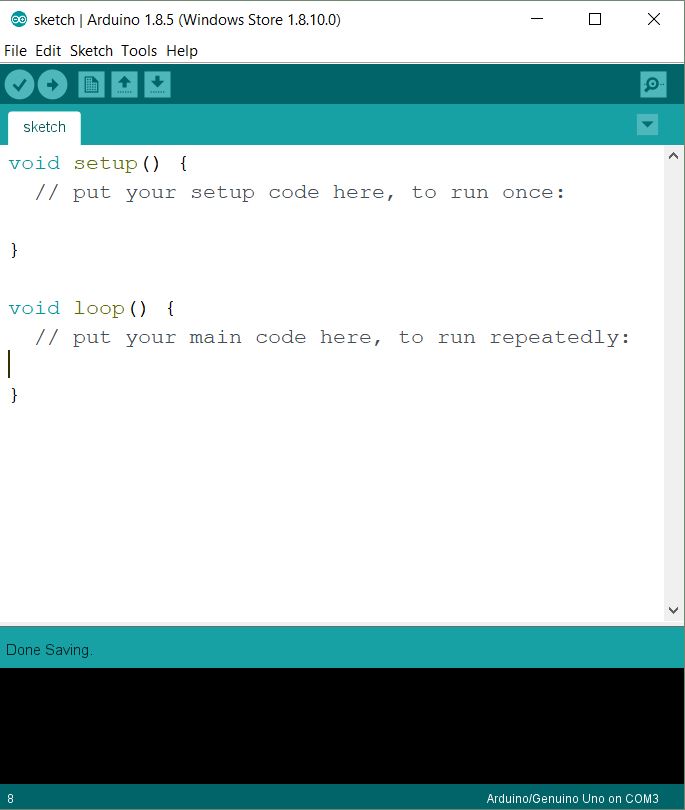 sketch | Arduino 1.8.5 (Windows Store 1.8.10.0)
File Edit Sketch Tools Help
sketch
void setup() {
  // put your setup code here, to run once:

}

void loop() {
  // put your main code here, to run repeatedly:

}
Done Saving.
8 Arduino/Genuino Uno on COM3